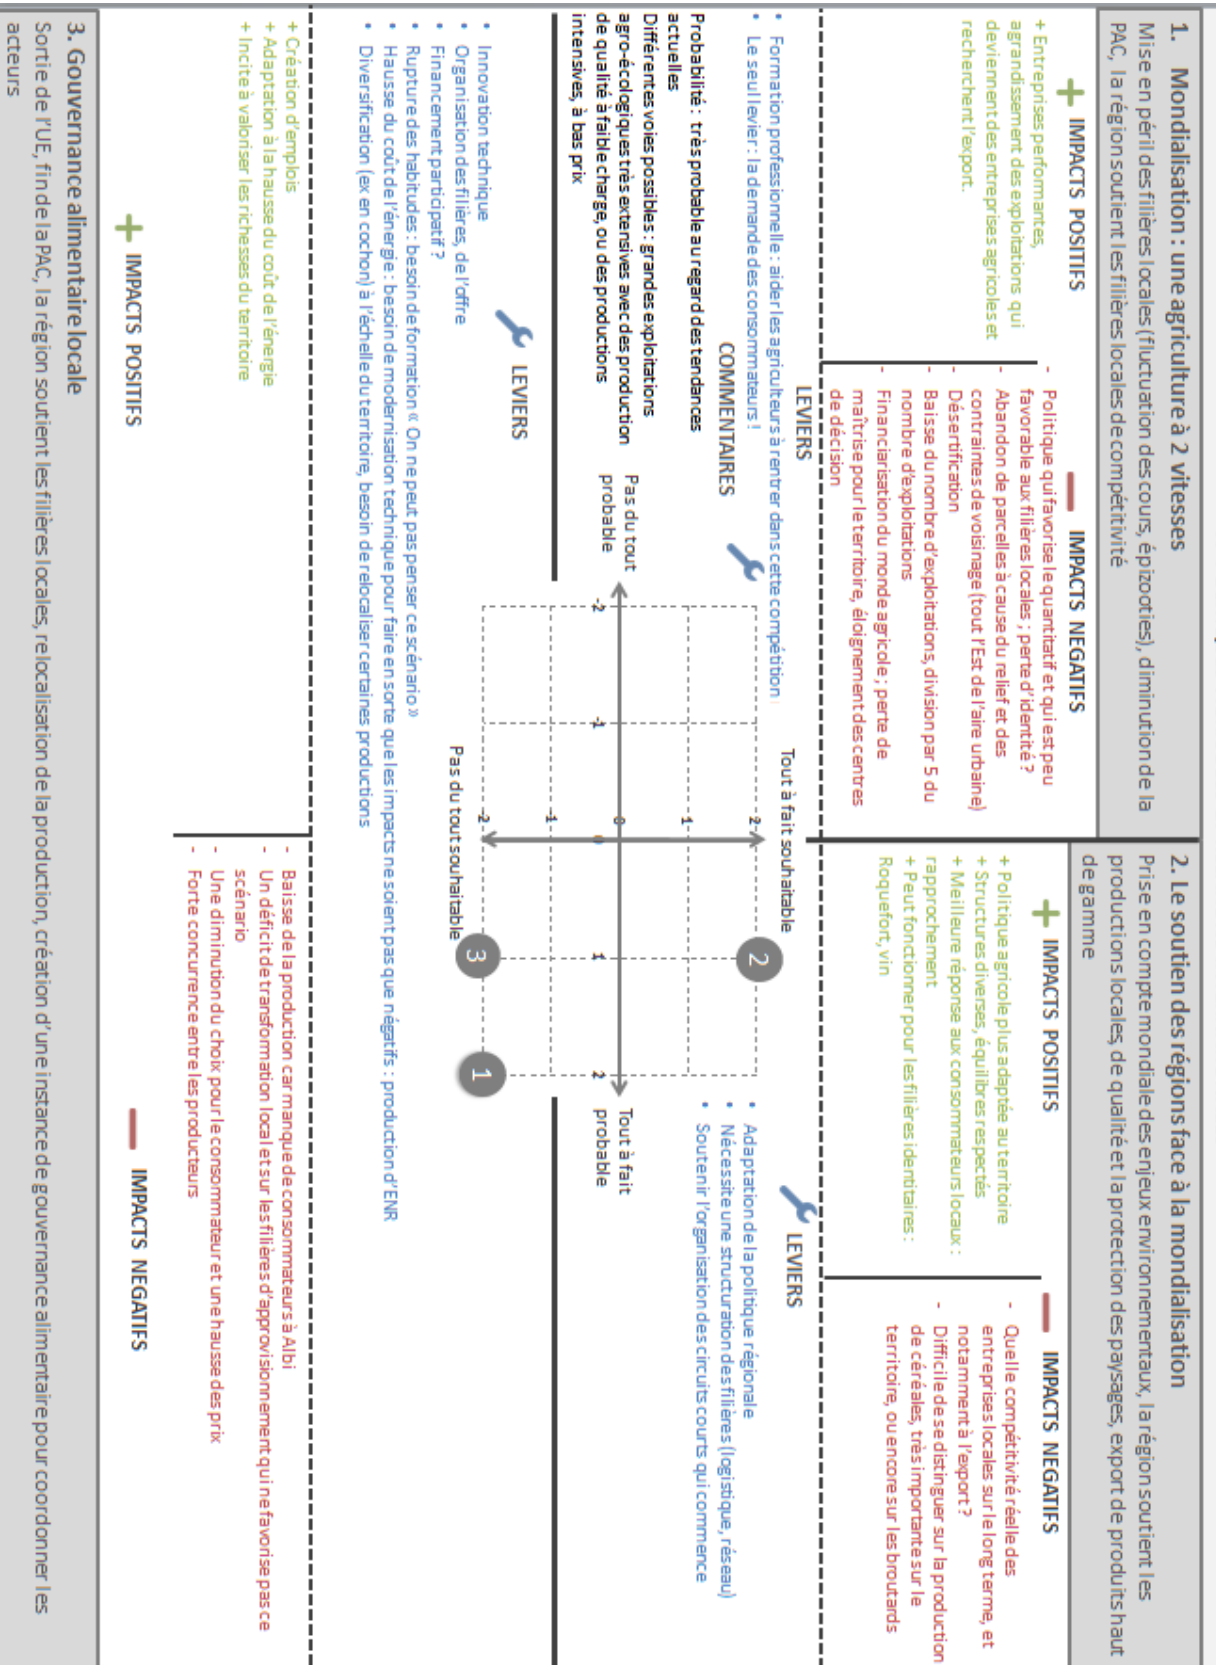 1. Mondialisation : une agriculture à 2 vitesses
Mise en péril des filières locales (fluctuation des cours, épizooties), diminution de la
PAC, la région soutient les filières locales de compétitivité
IMPACTS POSITIFS
+ Entreprises performantes,
agrandissement des exploitations qui
deviennent des entreprises agricoles et
recherchent l'export.
IMPACTS NEGATIFS
- Politique qui favorise le quantitatif et qui est peu
favorable aux filières locales ; perte d'identité ?
- Abandon de parcelles à cause du relief et des
contraintes de voisinage (tout l'Est de l'aire urbaine)
- Désertification
- Baisse du nombre d'exploitations, division par 5 du
nombre d'exploitations
- Financiarisation du monde agricole ; perte de
maîtrise pour le territoire, éloignement des centres
de décision
LEVIERS
• Formation professionnelle : aider les agriculteurs à rentrer dans cette compétition
• Le seul levier : la demande des consommateurs !
COMMENTAIRES
Probabilité : très probable au regard des tendances
actuelles
Différentes voies possibles : grandes exploitations
agro-écologiques très extensives avec des production
de qualité à faible charge, ou des productions
intensives, à bas prix
2. Le soutien des régions face à la mondialisation
Prise en compte mondiale des enjeux environnementaux, la région soutient les
productions locales, de qualité et la protection des paysages, export de produits haut
de gamme
IMPACTS POSITIFS
+ Politique agricole plus adaptée au territoire
+ Structures diverses, équilibres respectés
+ Meilleure réponse aux consommateurs locaux :
rapprochement
+ Peut fonctionner pour les filières identitaires :
Roquefort, vin
IMPACTS NEGATIFS
- Quelle compétitivité réelle des
entreprises locales sur le long terme, et
notamment à l'export ?
- Difficile de se distinguer sur la production
de céréales, très importante sur le
territoire, ou encore sur les broutards
LEVIERS
• Adaptation de la politique régionale
• Nécessite une structuration des filières (logistique, réseau)
• Soutenir l'organisation des circuits courts qui commence
Tout à fait souhaitable
Pas du tout
probable
Tout à fait
probable
Pas du tout souhaitable
2
1
0
-1
-2
-2
-1
0
1
2
2
3
1
LEVIERS
• Innovation technique
• Organisation des filières, de l'offre
• Financement participatif ?
• Rupture des habitudes : besoin de formation « On ne peut pas penser ce scénario »
• Hausse du coût de l'énergie : besoin de modernisation technique pour faire en sorte que les impacts ne soient pas que négatifs : production d'ENR
• Diversification (ex en cochon) à l'échelle du territoire, besoin de relocaliser certaines productions
+ Création d'emplois
+ Adaptation à la hausse du coût de l'énergie
+ Incite à valoriser les richesses du territoire
- Baisse de la production car manque de consommateurs à Albi
- Un déficit de transformation local et sur les filières d'approvisionnement qui ne favorise pas ce
scénario
- Une diminution du choix pour le consommateur et une hausse des prix
- Forte concurrence entre les producteurs
IMPACTS POSITIFS
IMPACTS NEGATIFS
3. Gouvernance alimentaire locale
Sortie de l'UE, fin de la PAC, la région soutient les filières locales, relocalisation de la production, création d'une instance de gouvernance alimentaire pour coordonner les
acteurs